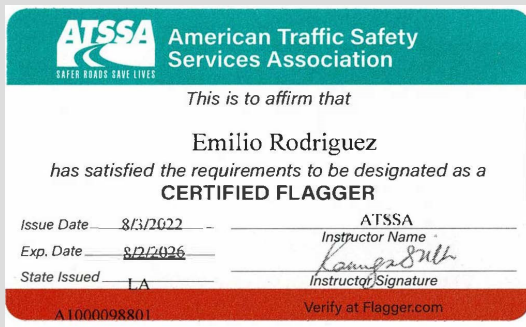 ATSSA
SAFER ROADS SAVE LIVES
American Traffic Safety
Services Association
This is to affirm that
Emilio Rodriguez
has satisfied the requirements to be designated as a
CERTIFIED FLAGGER
Issue Date 8/3/2022
ATSSA
Instructor Name
Exp. Date 8/2/2026
Instructor Signature
State Issued LA
A1000098801
Verify at Flagger.com